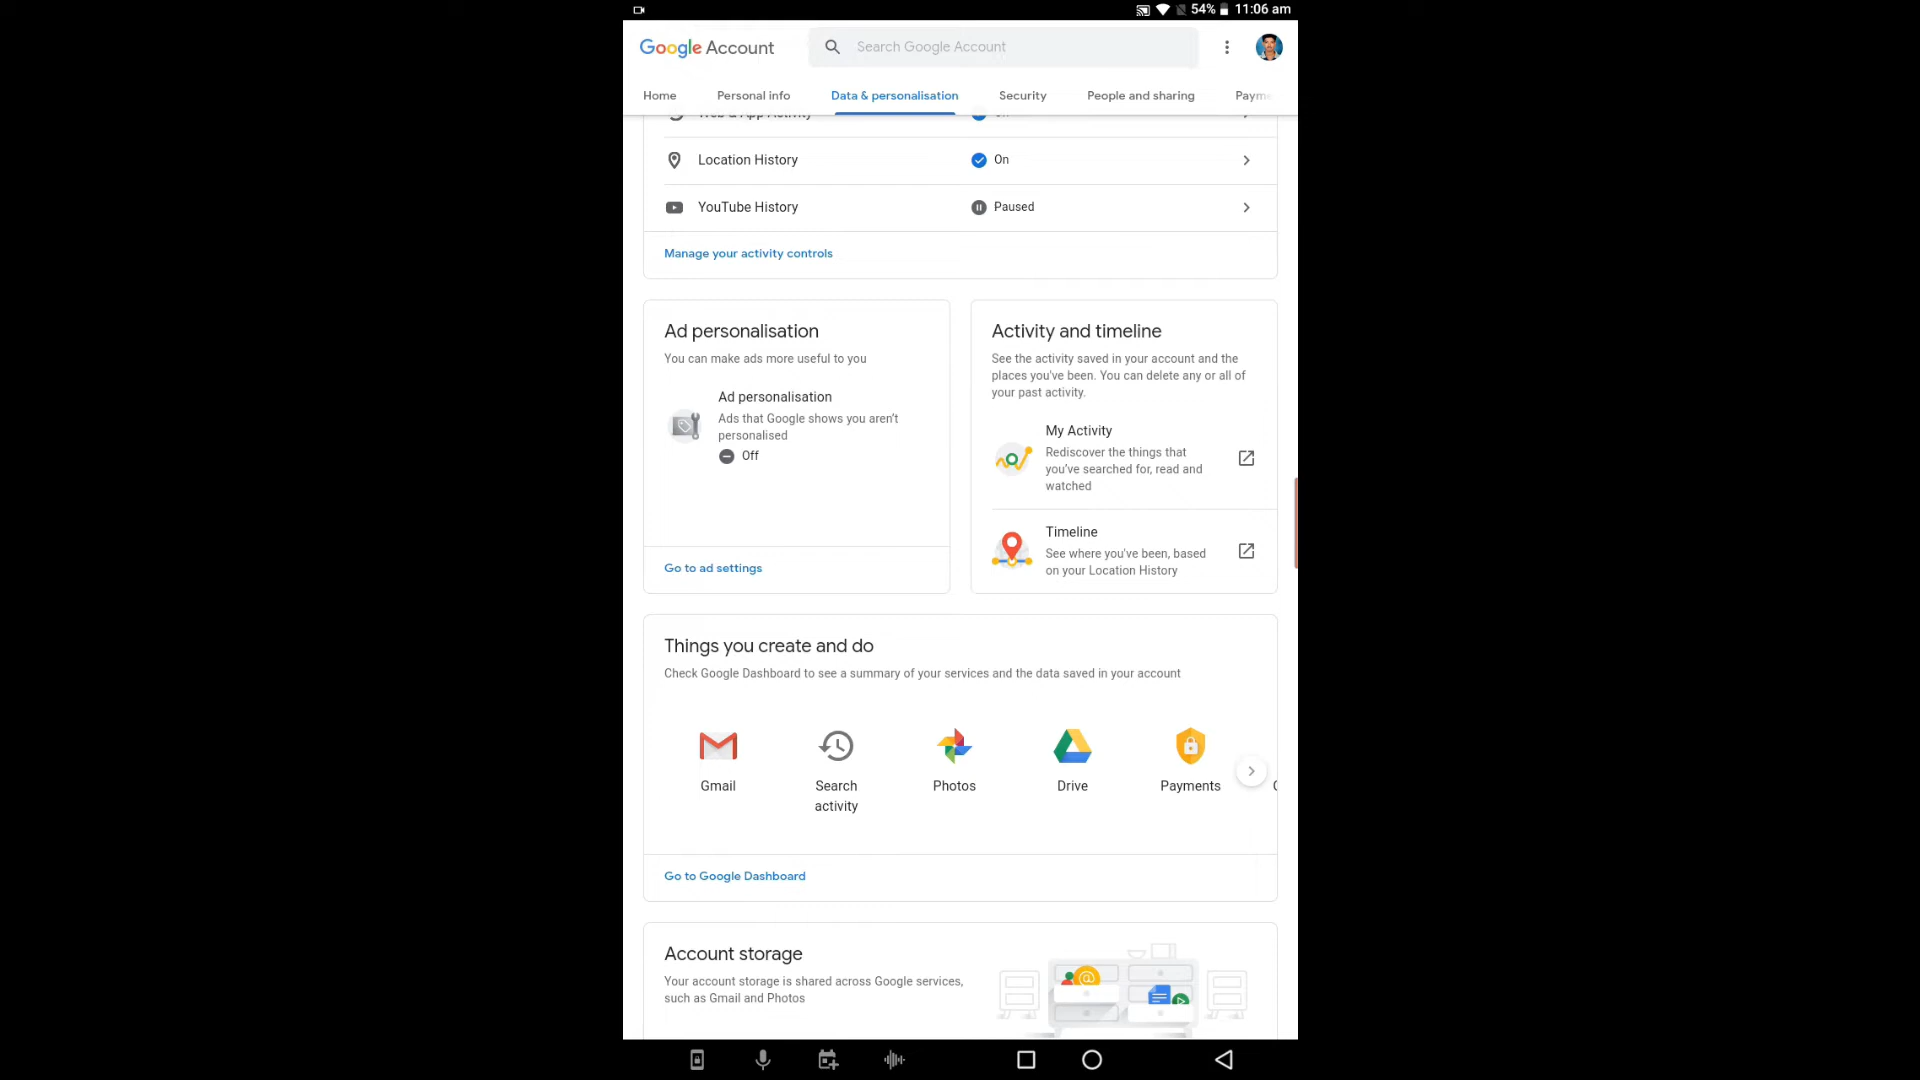 54% 11:06 am
Google Account
Search Google Account
Home Personal info Data & personalisation Security People and sharing Payme
Web & App Activity On
Location History On
YouTube History Paused
Manage your activity controls
Ad personalisation
You can make ads more useful to you
Ad personalisation
Ads that Google shows you aren't
personalised
Off
Go to ad settings
Activity and timeline
See the activity saved in your account and the
places you've been. You can delete any or all of
your past activity.
My Activity
Rediscover the things that
you've searched for, read and
watched
Timeline
See where you've been, based
on your Location History
Things you create and do
Check Google Dashboard to see a summary of your services and the data saved in your account
Gmail
Search
activity
Photos
Drive
Payments
Go to Google Dashboard
Account storage
Your account storage is shared across Google services,
such as Gmail and Photos